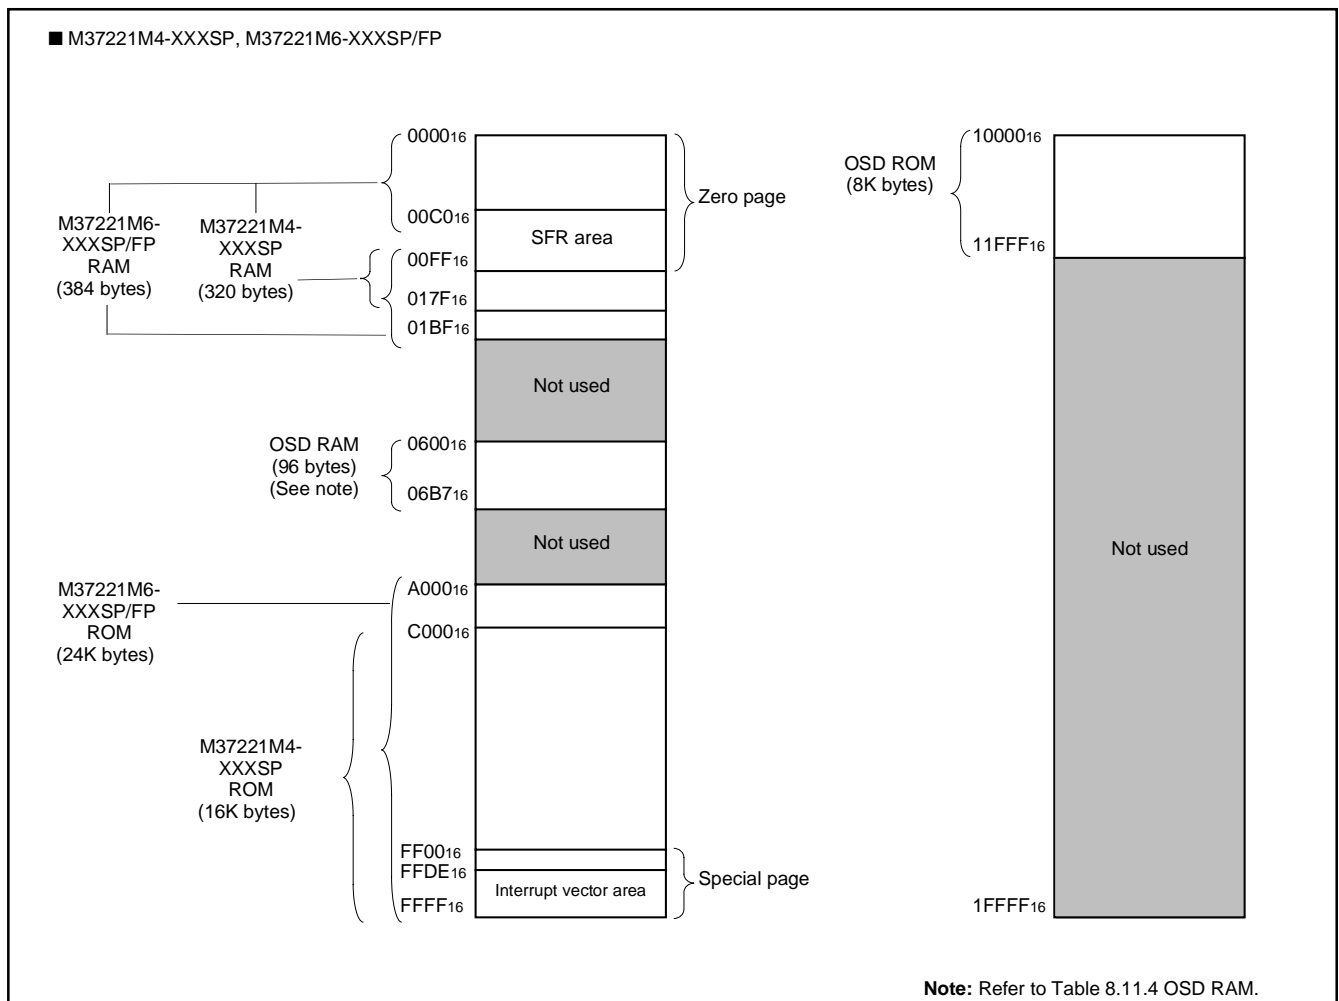 ■ M37221M4-XXXSP, M37221M6-XXXSP/FP
M37221M6-
XXXSP/FP
RAM
(384 bytes)
M37221M4-
XXXSP
RAM
(320 bytes)
0000₁₆
00C0₁₆
00FF₁₆
017F₁₆
01BF₁₆
SFR area
Zero page
Not used
OSD RAM
(96 bytes)
(See note)
0600₁₆
06B7₁₆
Not used
M37221M6-
XXXSP/FP
ROM
(24K bytes)
A000₁₆
C000₁₆
M37221M4-
XXXSP
ROM
(16K bytes)
FF00₁₆
FFDE₁₆
FFFF₁₆
Interrupt vector area
Special page
OSD ROM
(8K bytes)
10000₁₆
11FFF₁₆
Not used
1FFFF₁₆
Note: Refer to Table 8.11.4 OSD RAM.